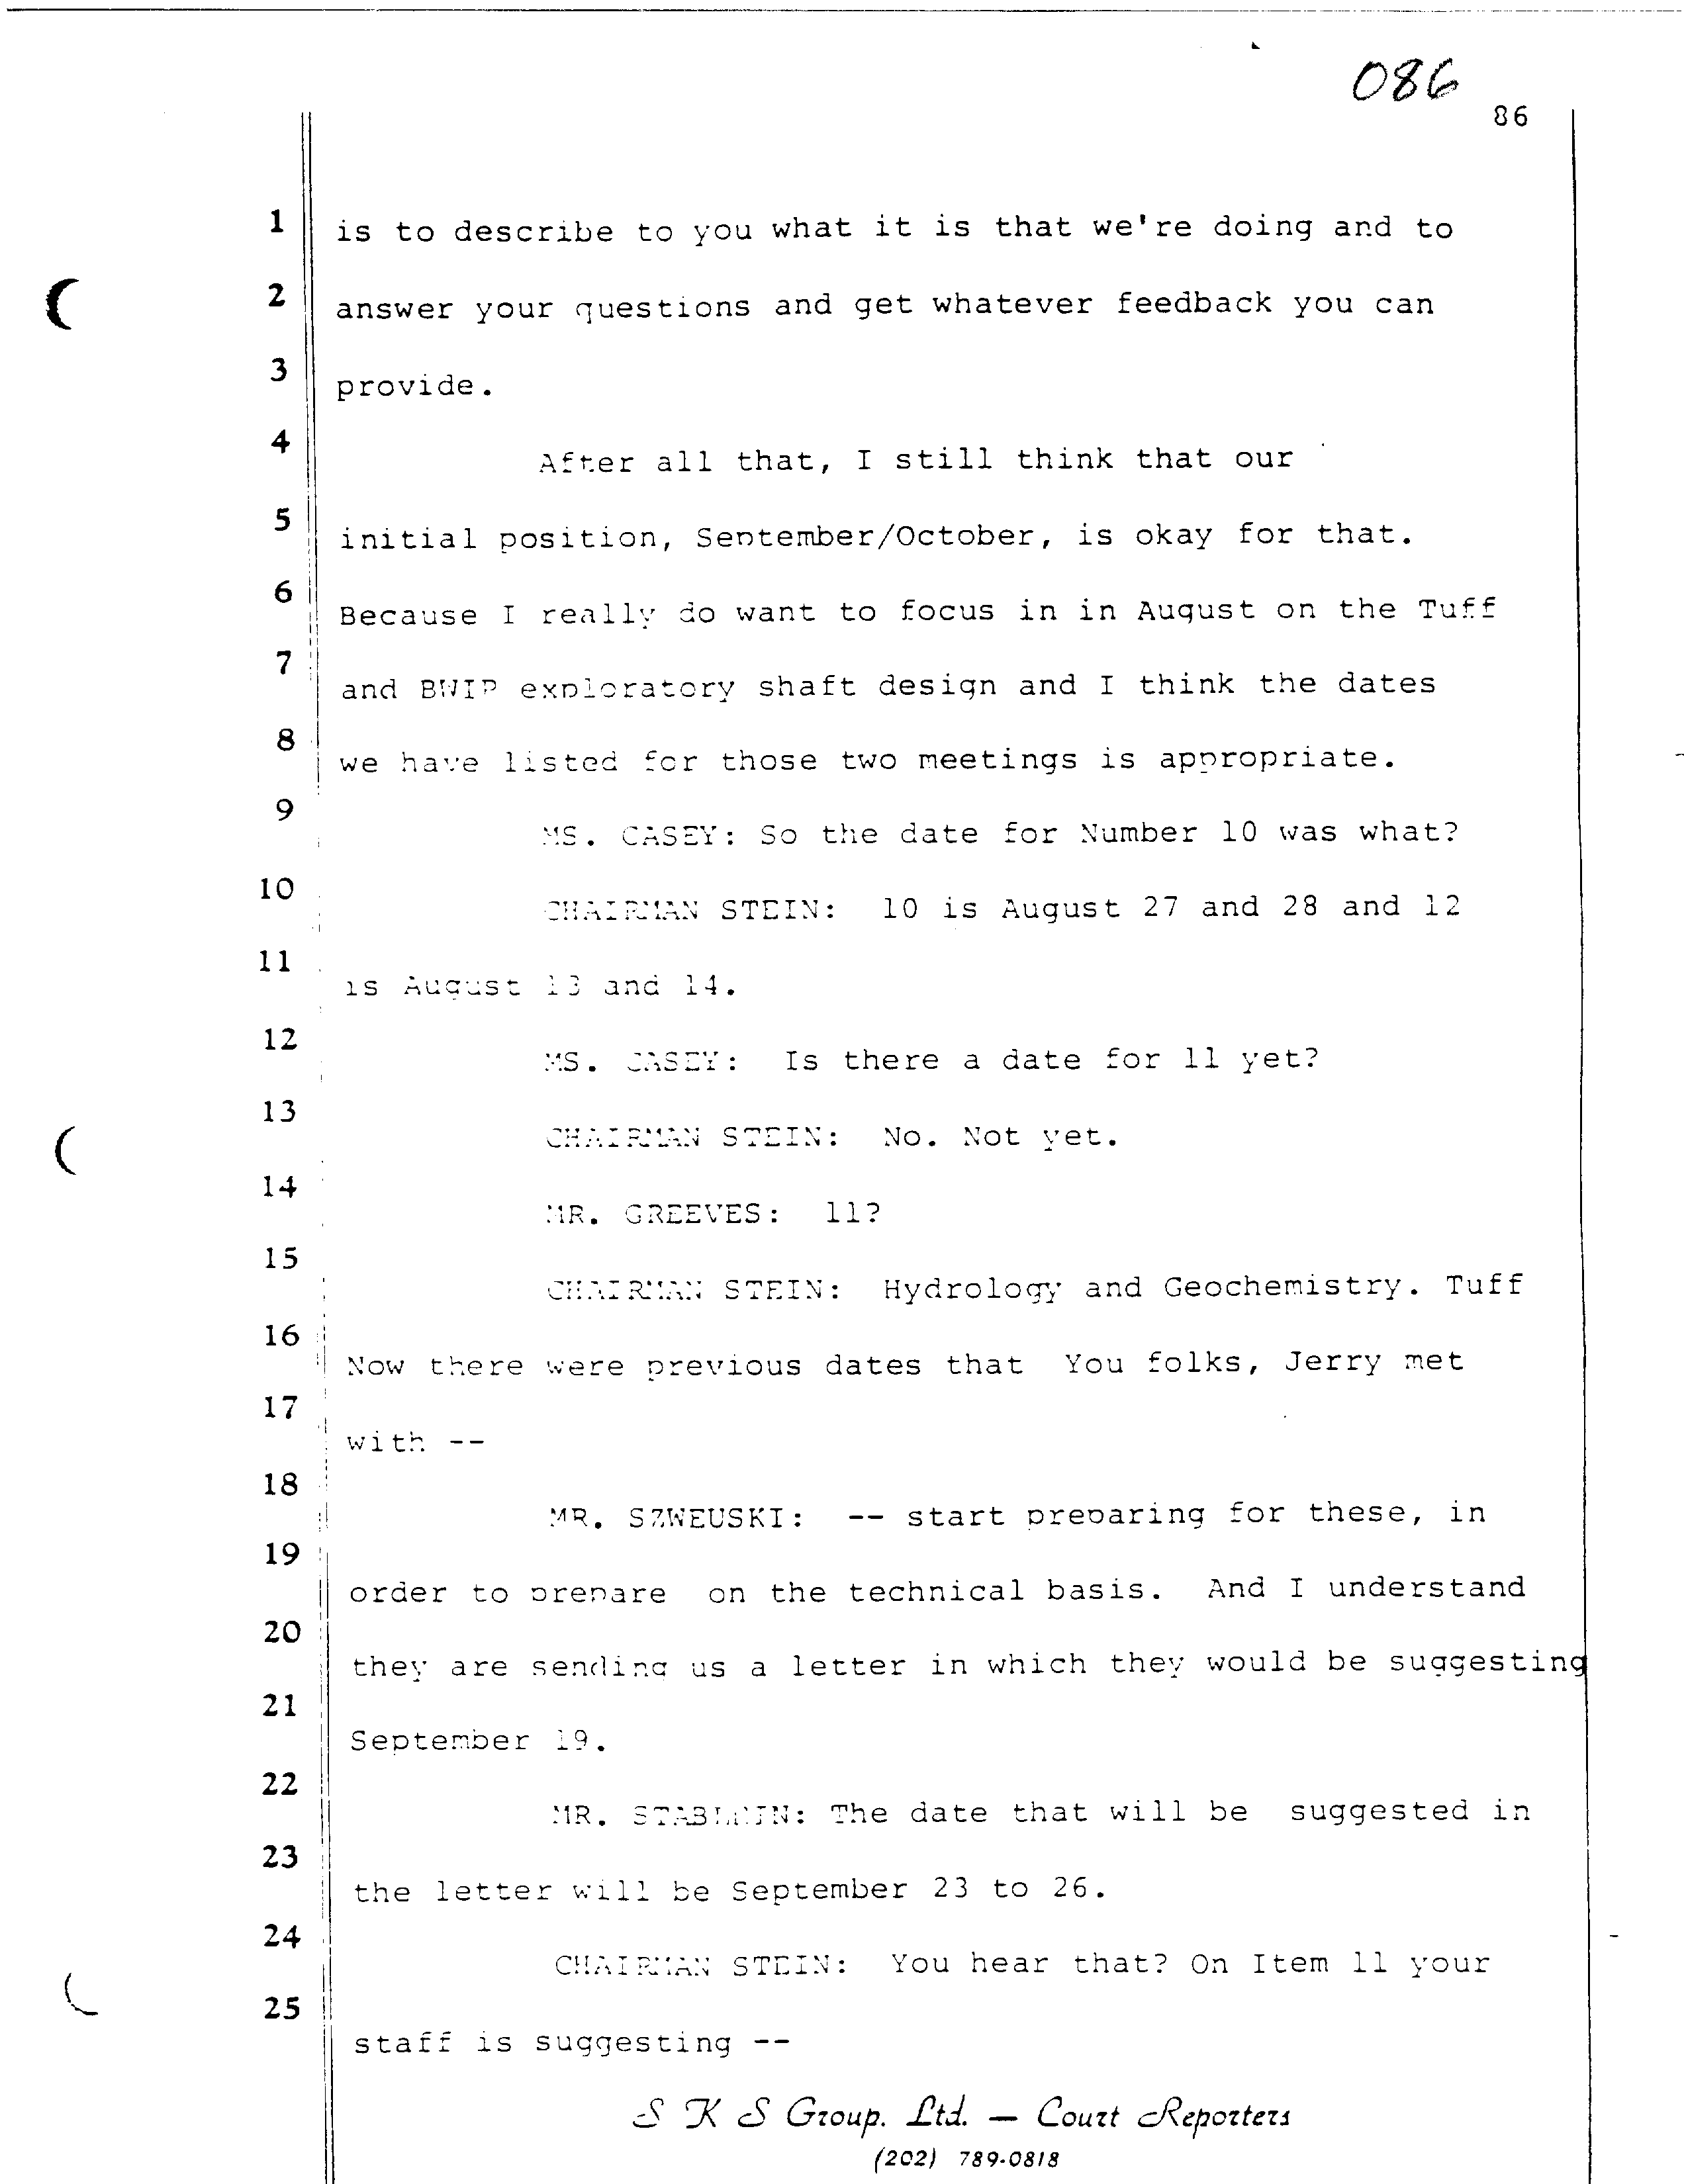 086
86
1 is to describe to you what it is that we're doing and to
2 answer your questions and get whatever feedback you can
3 provide.
4 After all that, I still think that our
5 initial position, September/October, is okay for that.
6 Because I really do want to focus in in August on the Tuff
7 and BWIP exploratory shaft design and I think the dates
8 we have listed for those two meetings is appropriate.
9 MS. CASEY: So the date for Number 10 was what?
10 CHAIRMAN STEIN: 10 is August 27 and 28 and 12
11 is August 13 and 14.
12 MS. CASEY: Is there a date for 11 yet?
13 CHAIRMAN STEIN: No. Not yet.
14 MR. GREEVES: 11?
15 CHAIRMAN STEIN: Hydrology and Geochemistry. Tuff
16 Now there were previous dates that You folks, Jerry met
17 with --
18 MR. SZWEUSKI: -- start preparing for these, in
19 order to prepare on the technical basis. And I understand
20 they are sending us a letter in which they would be suggesting
21 September 19.
22 MR. The date that will be suggested in
23 the letter will be September 23 to 26.
24 CHAIRMAN STEIN: You hear that? On Item 11 your
25 staff is suggesting --
S K S Group. Ltd. — Court Reporters
(202) 789-0818